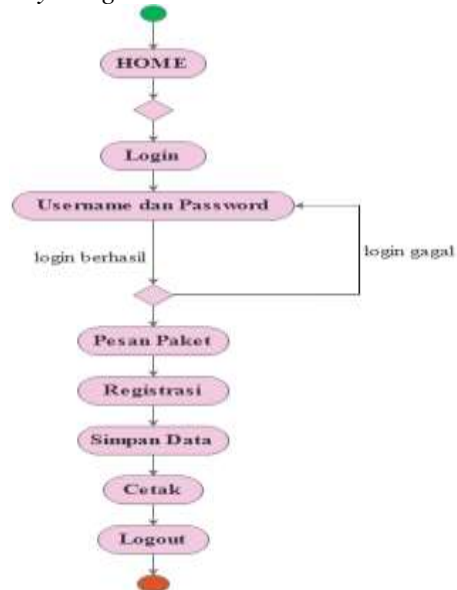 HOME
Login
Username dan Password
login berhasil
login gagal
Pesan Paket
Registrasi
Simpan Data
Cetak
Logout